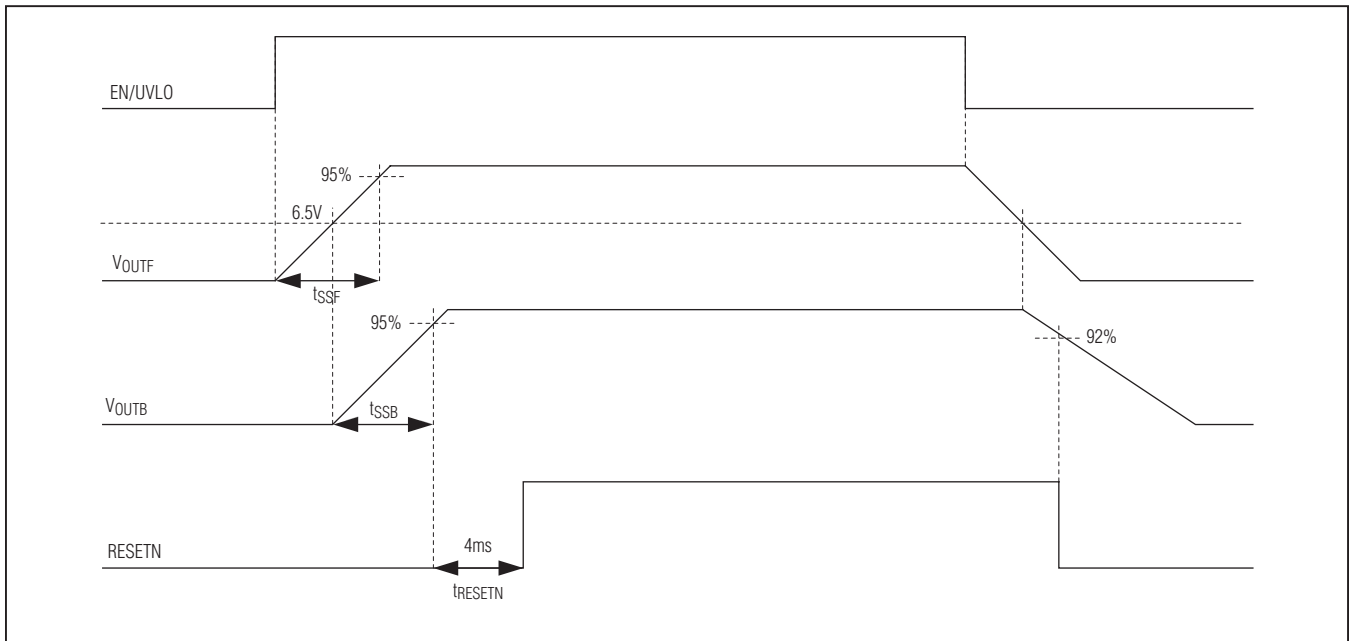 EN/UVLO
95%
6.5V
VOUTF
tSSF
95%
92%
VOUTB
tSSB
4ms
RESETN
tRESETN